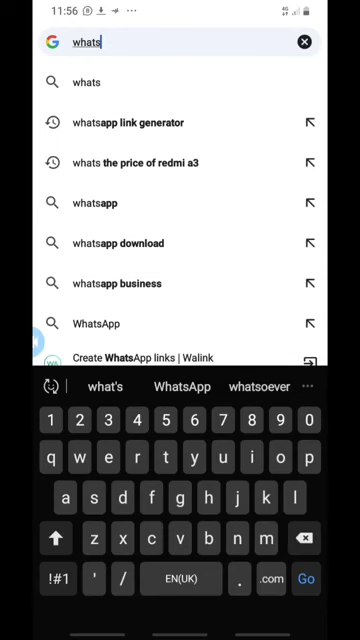 11:56
4G
whats
whats
whatsapp link generator
whats the price of redmi a3
whatsapp
whatsapp download
whatsapp business
WhatsApp
WA
Create WhatsApp links | Walink
what's WhatsApp whatsoever
1 2 3 4 5 6 7 8 9 0
q w e r t y u i o p
a s d f g h j k l
z x c v b n m
!#1 ' / EN(UK) . .com Go